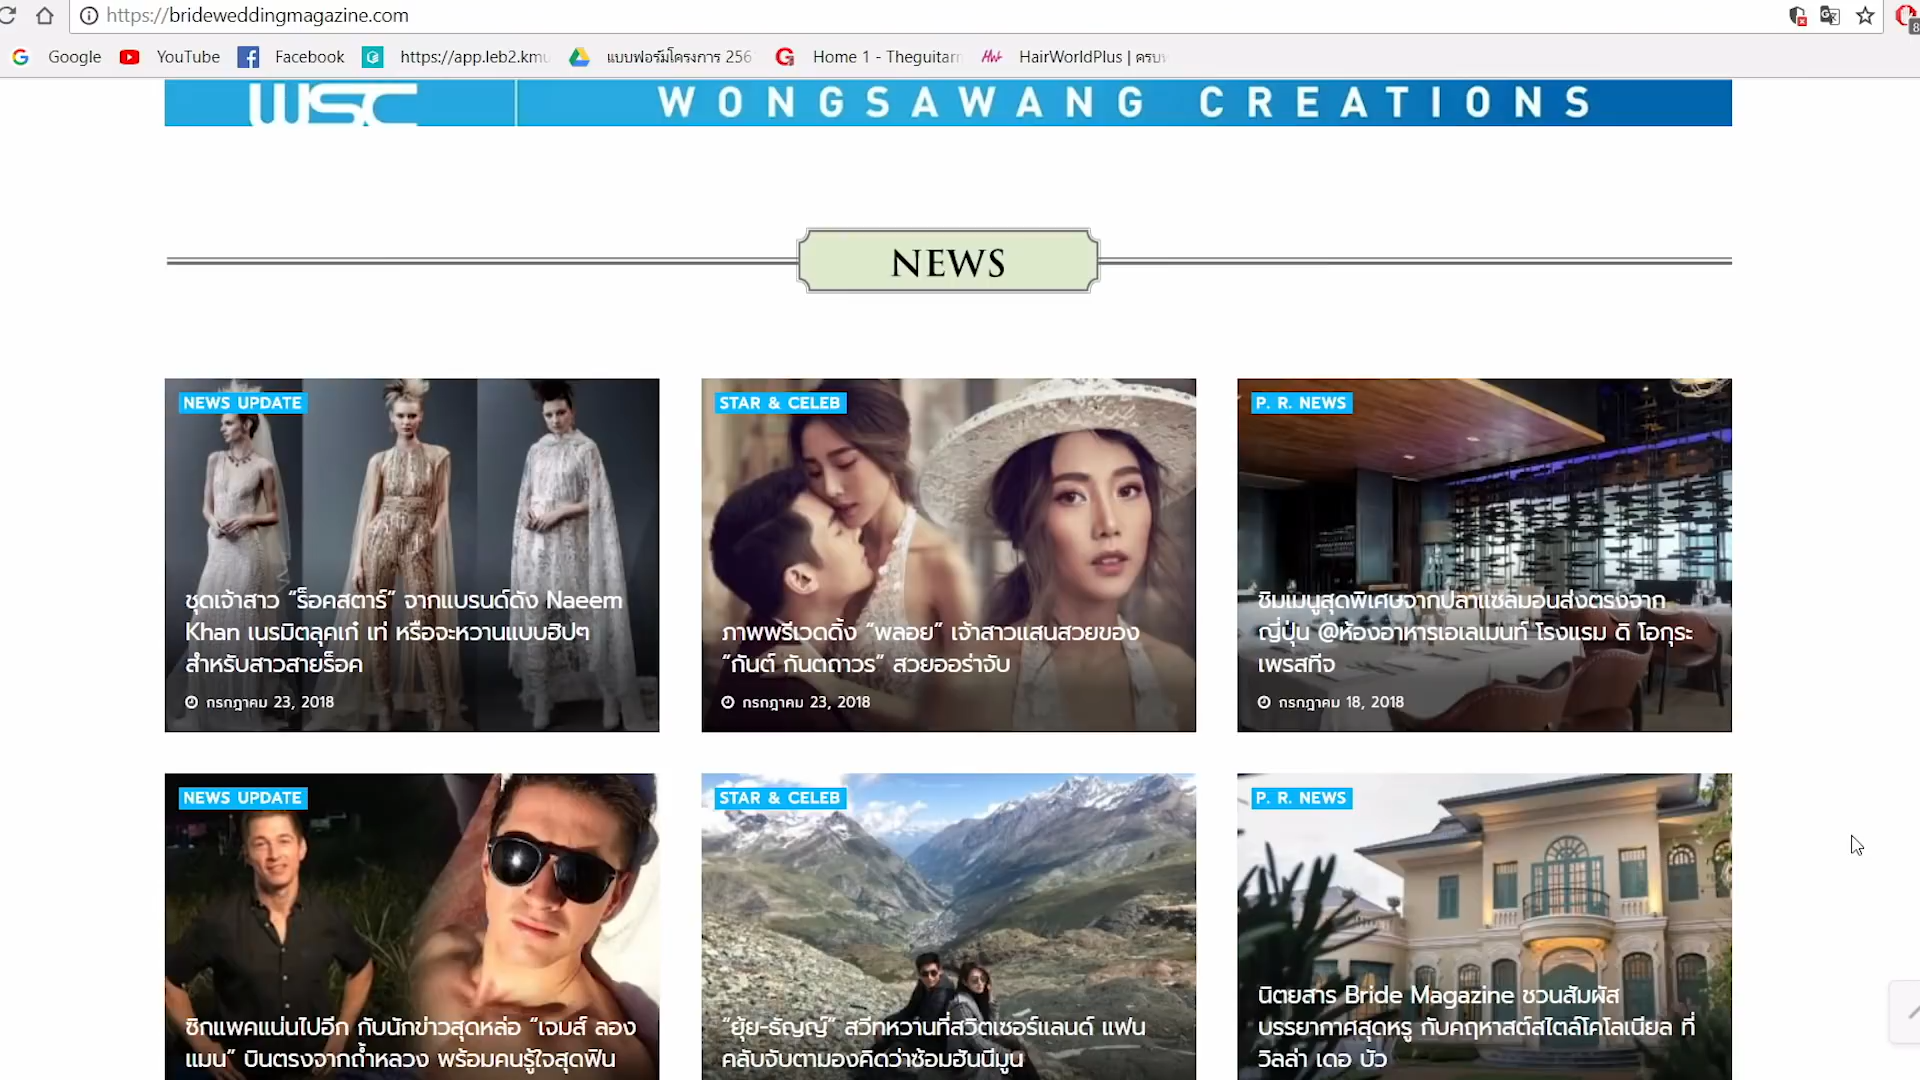 https://brideweddingmagazine.com
Google YouTube Facebook https://app.leb2.kmu แบบฟอร์มโครงการ 256 Home 1 - Theguitarm HairWorldPlus | ครบ
WSC WONGSAWANG CREATIONS
NEWS
NEWS UPDATE
ชุดเจ้าสาว “ร็อคสตาร์” จากแบรนด์ดัง Naeem
Khan เนรมิตลุคเก๋ เท่ หรือจะหวานแบบฮิปๆ
สำหรับสาวสายร็อค
กรกฎาคม 23, 2018
STAR & CELEB
ภาพพรีเวดดิ้ง “พลอย” เจ้าสาวแสนสวยของ
“กันต์ กันตถาวร” สวยออร่าจับ
กรกฎาคม 23, 2018
P. R. NEWS
ชิมเมนูสุดพิเศษจากปลาแซลมอนส่งตรงจาก
ญี่ปุ่น @ห้องอาหารเอเลเมนท์ โรงแรม ดิ โอกุระ
เพรสทีจ
กรกฎาคม 18, 2018
NEWS UPDATE
ซิกแพคแน่นไปอีก กับนักข่าวสุดหล่อ “เจมส์ ลอง
แมน” บินตรงจากถ้ำหลวง พร้อมคนรู้ใจสุดฟิน
STAR & CELEB
“ยุ้ย-ธัญญ์” สวีทหวานที่สวิตเซอร์แลนด์ แฟน
คลับจับตามองคิดว่าซ้อมฮันนีมูน
P. R. NEWS
นิตยสาร Bride Magazine ชวนสัมผัส
บรรยากาศสุดหรู กับคฤหาสต์สไตล์โคโลเนียล ที่
วิลล่า เดอ บัว